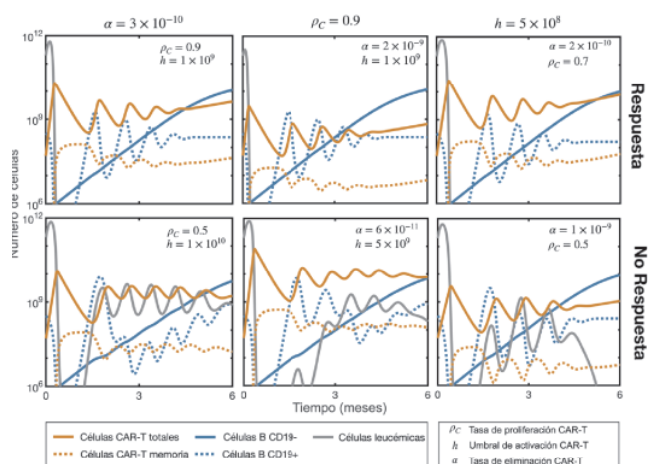 α = 3 × 10⁻¹⁰
ρ_C = 0.9
h = 5 × 10⁸
10¹²
10⁹
10⁶
ρ_C = 0.9
h = 1 × 10⁹
α = 2 × 10⁻⁹
h = 1 × 10⁹
α = 2 × 10⁻¹⁰
ρ_C = 0.7
Respuesta
Número de células
10¹²
10⁹
10⁶
ρ_C = 0.5
h = 1 × 10¹⁰
α = 6 × 10⁻¹¹
h = 5 × 10⁹
α = 1 × 10⁻⁹
ρ_C = 0.5
No Respuesta
0 3 6 0 3 6 0 3 6
Tiempo (meses)
Células CAR-T totales Células B CD19- Células leucémicas
Células CAR-T memoria Células B CD19+
ρ_C Tasa de proliferación CAR-T
h Umbral de activación CAR-T
α Tasa de eliminación CAR-T